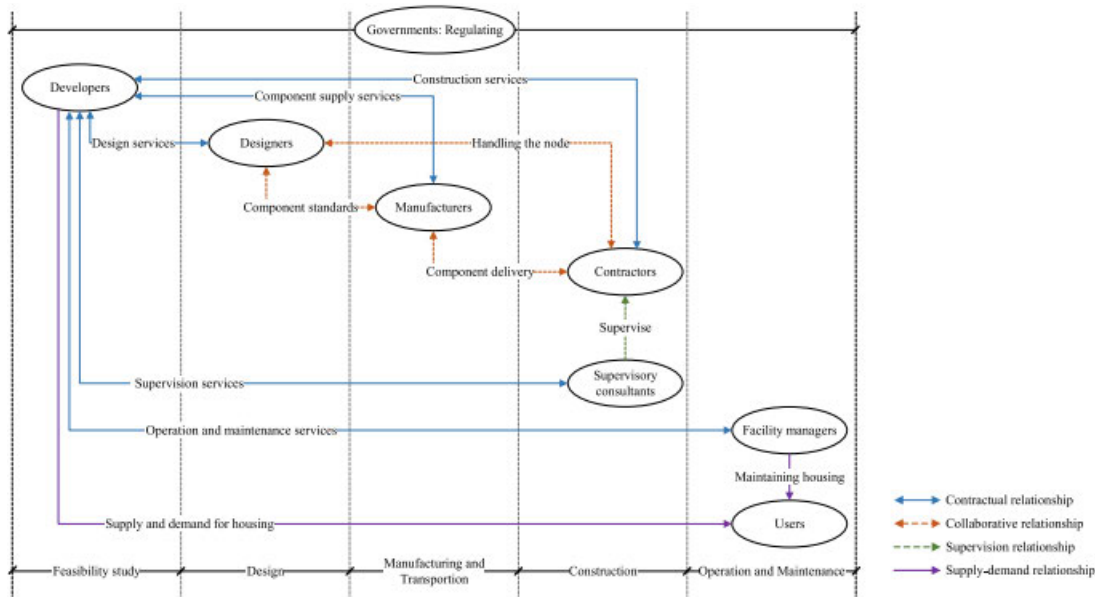 Governments: Regulating
Developers
Construction services
Component supply services
Design services
Designers
Handling the node
Component standards
Manufacturers
Component delivery
Contractors
Supervise
Supervision services
Supervisory
consultants
Operation and maintenance services
Facility managers
Maintaining housing
Supply and demand for housing
Users
Contractual relationship
Collaborative relationship
Supervision relationship
Supply-demand relationship
Feasibility study
Design
Manufacturing and
Transportion
Construction
Operation and Maintenance